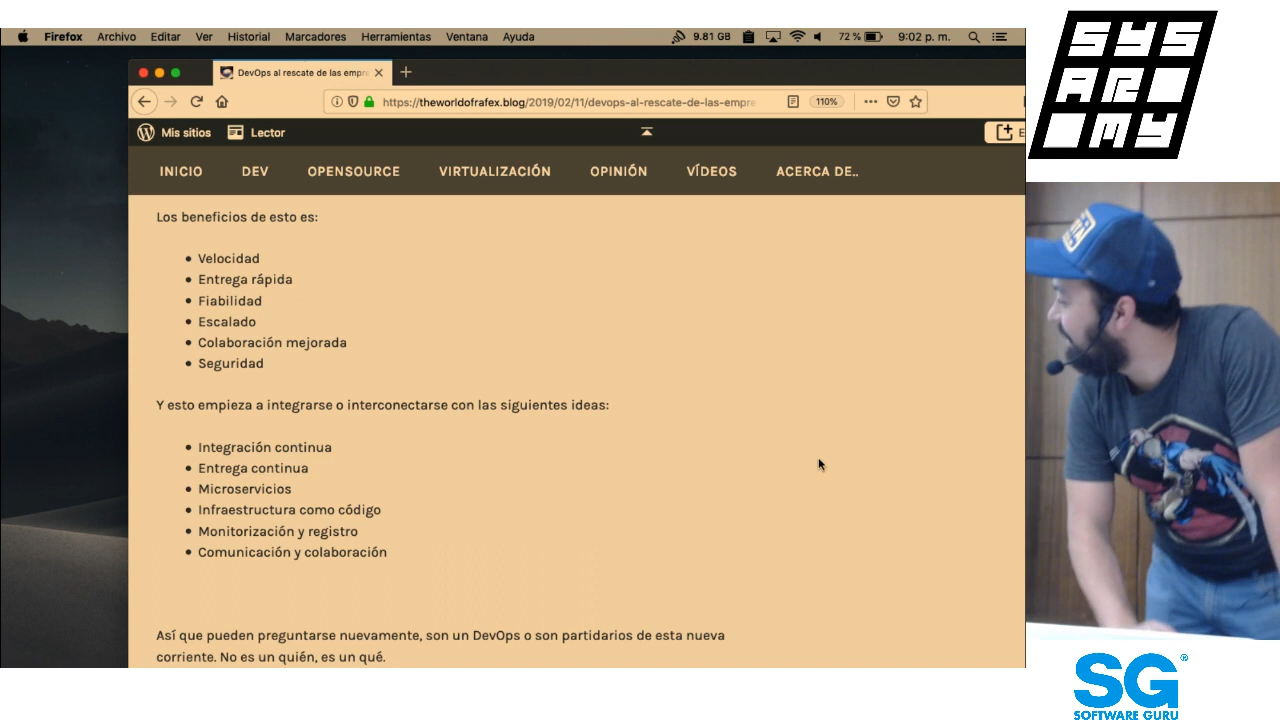 Firefox Archivo Editar Ver Historial Marcadores Herramientas Ventana Ayuda 9.81 GB 72 % 9:02 p. m.
DevOps al rescate de las empr
https://theworldofrafex.blog/2019/02/11/devops-al-rescate-de-las-empre 110%
Mis sitios Lector E
INICIO DEV OPENSOURCE VIRTUALIZACIÓN OPINIÓN VÍDEOS ACERCA DE..
Los beneficios de esto es:
Velocidad
Entrega rápida
Fiabilidad
Escalado
Colaboración mejorada
Seguridad
Y esto empieza a integrarse o interconectarse con las siguientes ideas:
Integración continua
Entrega continua
Microservicios
Infraestructura como código
Monitorización y registro
Comunicación y colaboración
Así que pueden preguntarse nuevamente, son un DevOps o son partidarios de esta nueva
corriente. No es un quién, es un qué.
SYS
AR
MY
SG®
SOFTWARE GURU